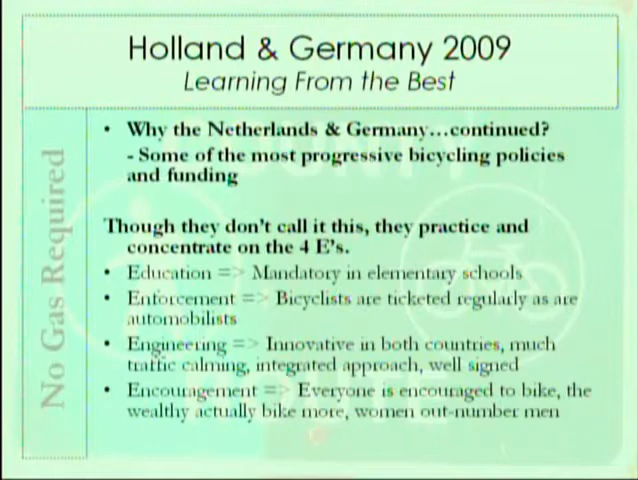 Holland & Germany 2009
Learning From the Best
No Gas Required
• Why the Netherlands & Germany…continued?
- Some of the most progressive bicycling policies
and funding
Though they don't call it this, they practice and
concentrate on the 4 E's.
• Education => Mandatory in elementary schools
• Enforcement => Bicyclists are ticketed regularly as are
automobilists
• Engineering => Innovative in both countries, much
traffic calming, integrated approach, well signed
• Encouragement => Everyone is encouraged to bike, the
wealthy actually bike more, women out-number men